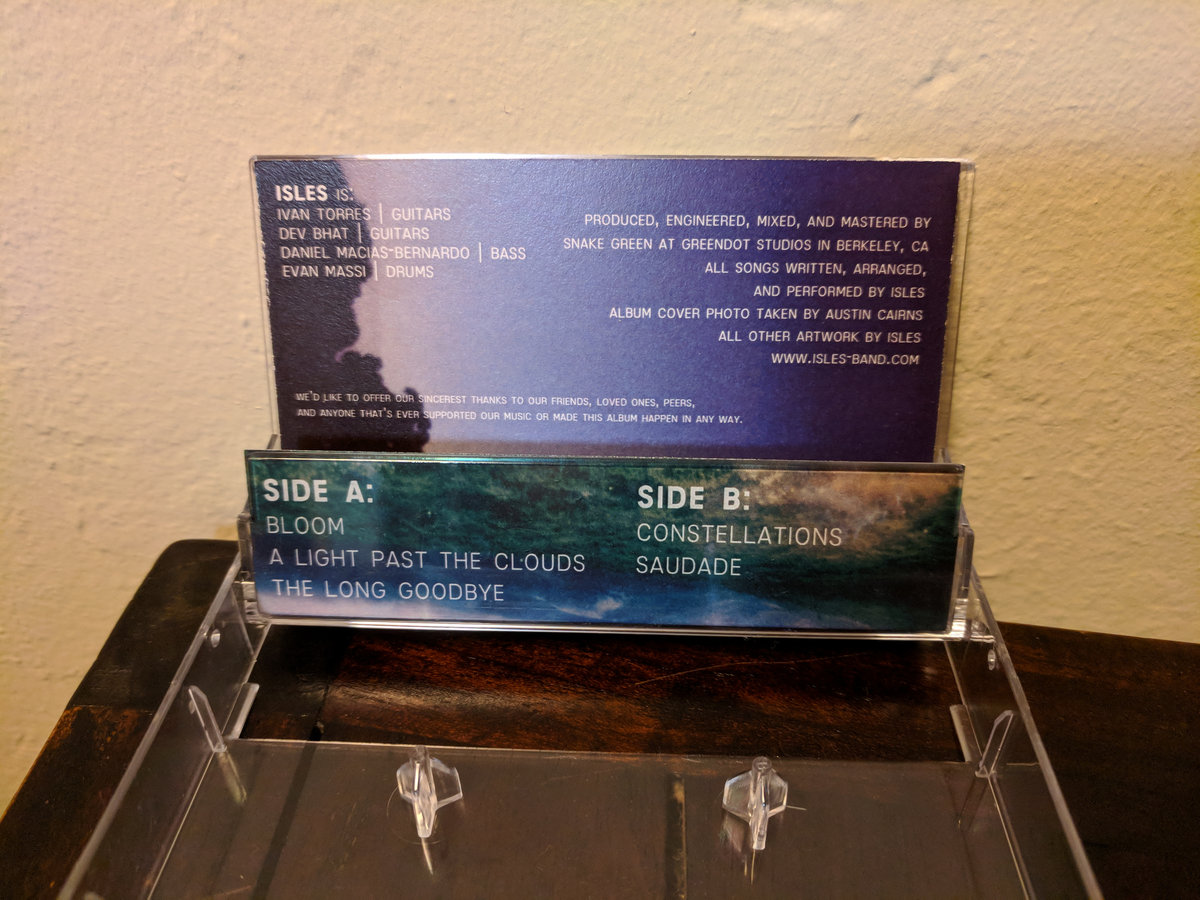 ISLES IS:
IVAN TORRES | GUITARS
DEV BHAT | GUITARS
DANIEL MACIAS-BERNARDO | BASS
EVAN MASSI | DRUMS
PRODUCED, ENGINEERED, MIXED, AND MASTERED BY
SNAKE GREEN AT GREENDOT STUDIOS IN BERKELEY, CA
ALL SONGS WRITTEN, ARRANGED,
AND PERFORMED BY ISLES
ALBUM COVER PHOTO TAKEN BY AUSTIN CAIRNS
ALL OTHER ARTWORK BY ISLES
WWW.ISLES-BAND.COM
WE'D LIKE TO OFFER OUR SINCEREST THANKS TO OUR FRIENDS, LOVED ONES, PEERS,
AND ANYONE THAT'S EVER SUPPORTED OUR MUSIC OR MADE THIS ALBUM HAPPEN IN ANY WAY.
SIDE A:
BLOOM
A LIGHT PAST THE CLOUDS
THE LONG GOODBYE
SIDE B:
CONSTELLATIONS
SAUDADE